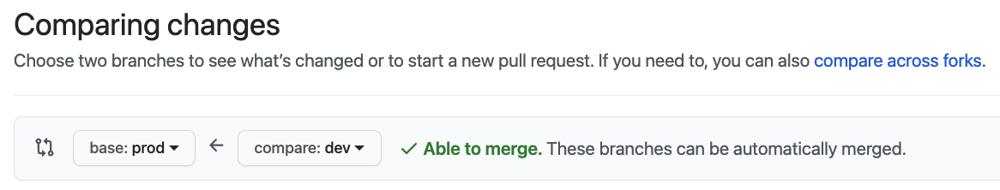 Comparing changes
Choose two branches to see what’s changed or to start a new pull request. If you need to, you can also compare across forks.
base: prod compare: dev Able to merge. These branches can be automatically merged.